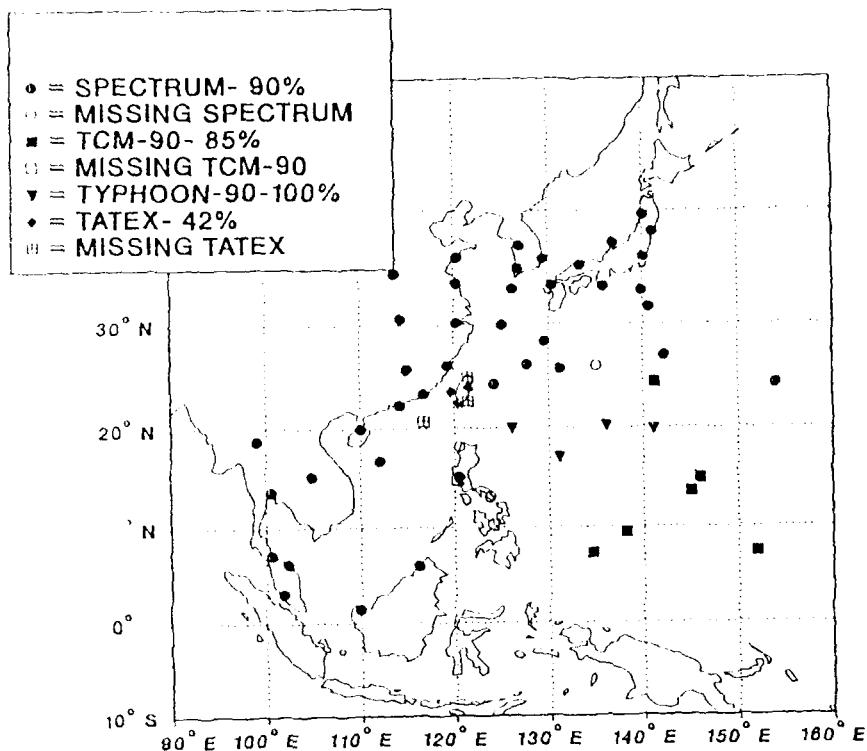 ● = SPECTRUM- 90%
○ = MISSING SPECTRUM
■ = TCM-90- 85%
□ = MISSING TCM-90
▼ = TYPHOON-90-100%
◆ = TATEX- 42%
= MISSING TATEX
30° N
20° N
° N
0°
10° S
90° E 100° E 110° E 120° E 130° E 140° E 150° E 160° E